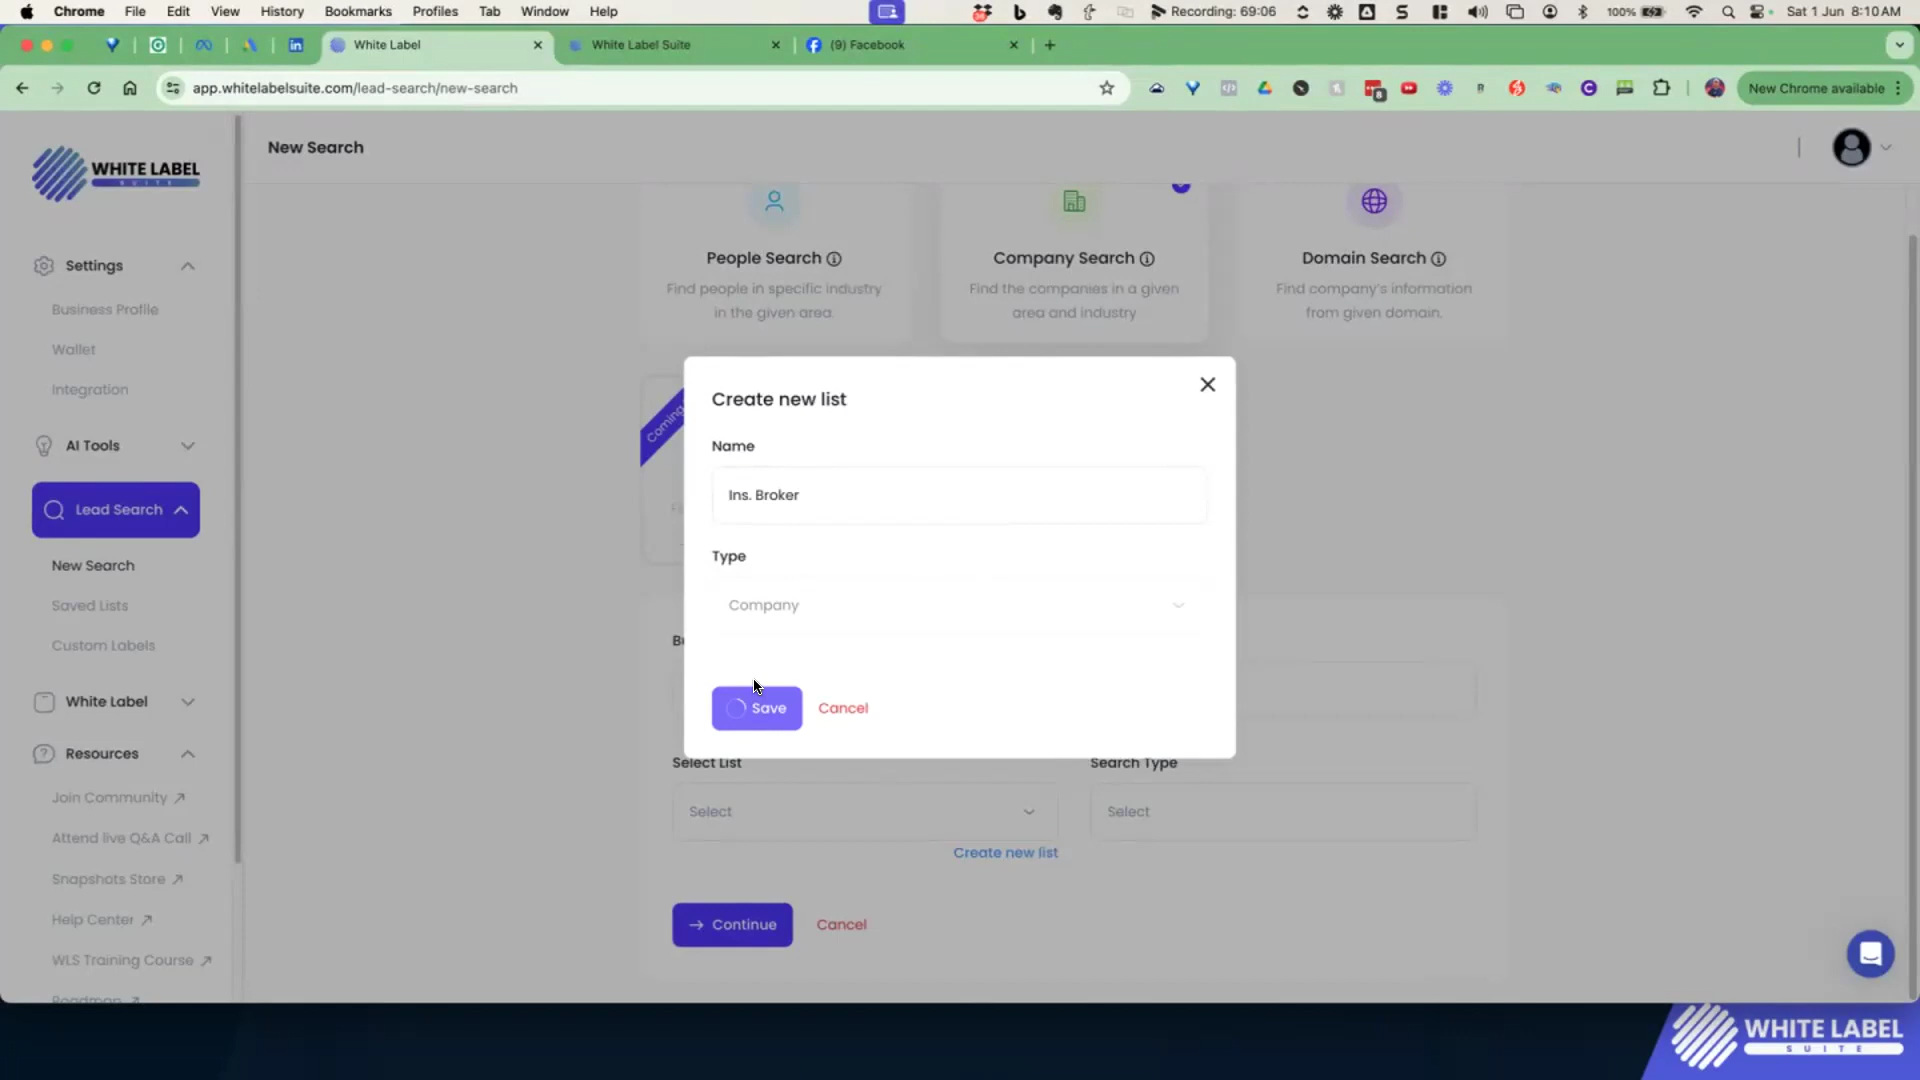 Chrome File Edit View History Bookmarks Profiles Tab Window Help
Recording: 69:06
100%
Sat 1 Jun 8:10 AM
White Label
White Label Suite
(9) Facebook
app.whitelabelsuite.com/lead-search/new-search
New Chrome available
WHITE LABEL
SUITE
New Search
Settings
Business Profile
Wallet
Integration
AI Tools
Lead Search
New Search
Saved Lists
Custom Labels
White Label
Resources
Join Community
Attend live Q&A Call
Snapshots Store
Help Center
WLS Training Course
Roadmap
People Search
Find people in specific industry
in the given area.
Company Search
Find the companies in a given
area and industry
Domain Search
Find company's information
from given domain.
Coming
Create new list
Name
Ins. Broker
Type
Company
Save
Cancel
Select List
Select
Create new list
Search Type
Select
Continue
Cancel
WHITE LABEL
SUITE